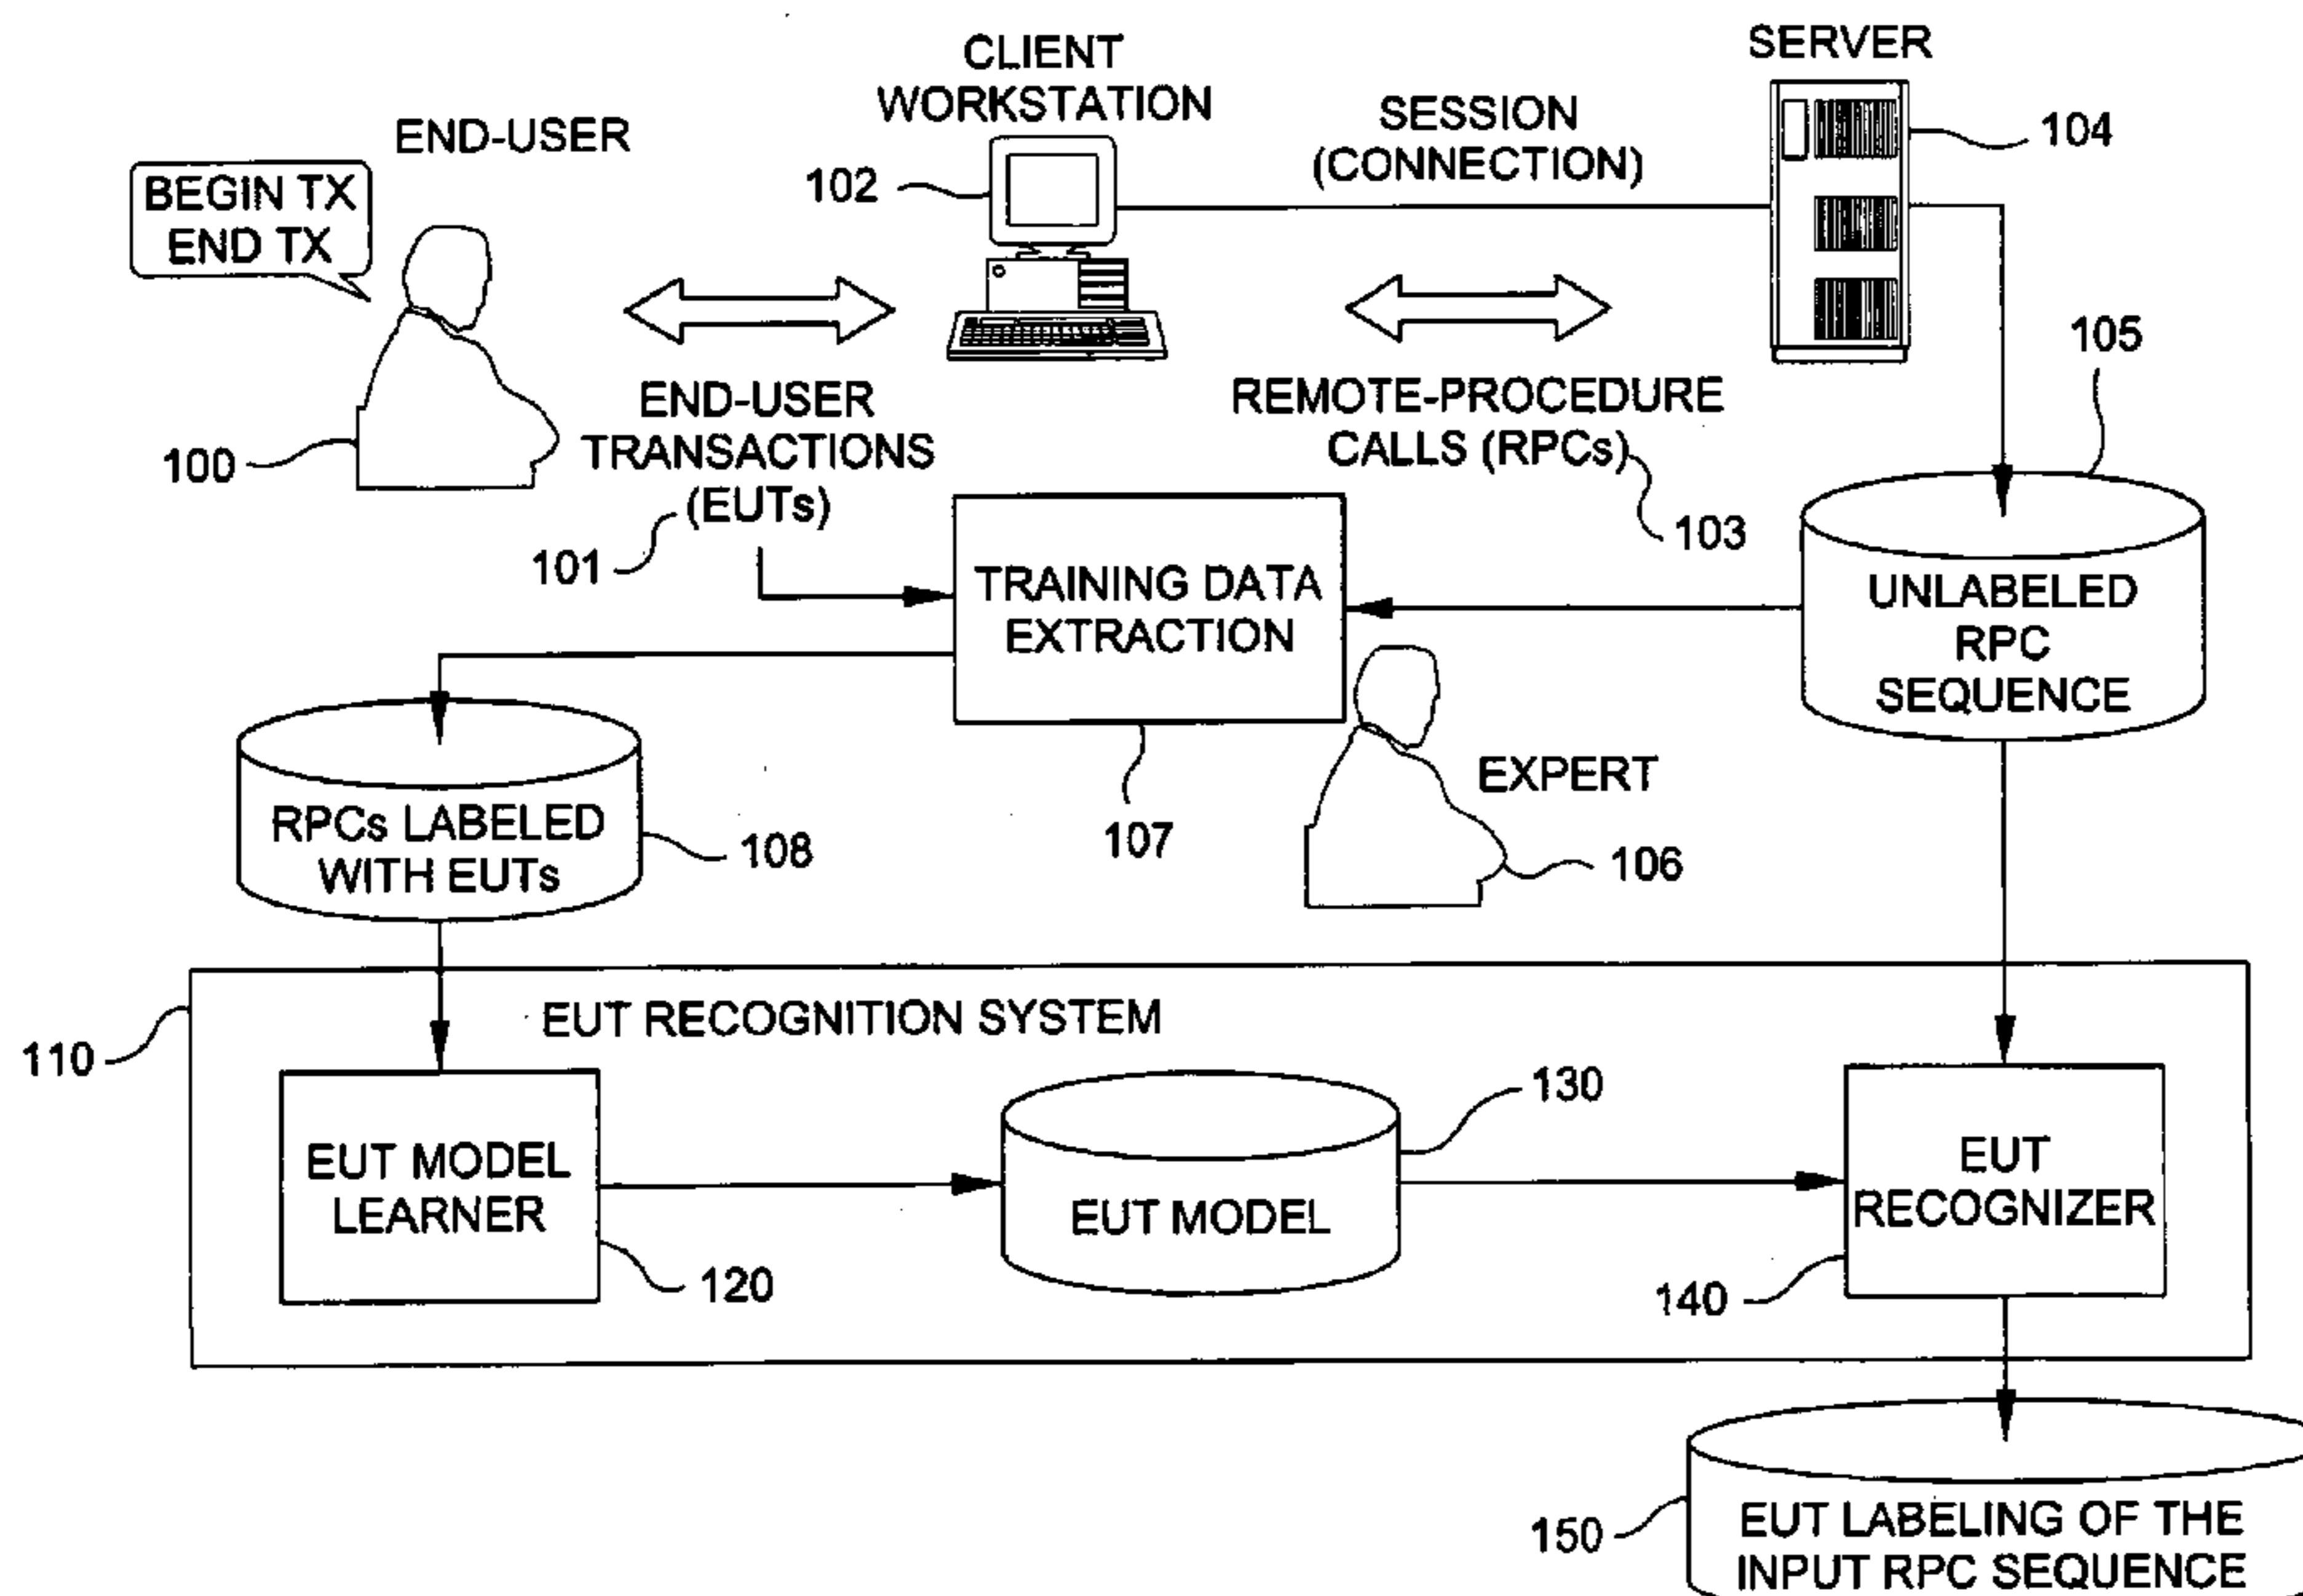 CLIENT
WORKSTATION
SERVER
END-USER
SESSION
(CONNECTION)
104
BEGIN TX
END TX
102
105
END-USER
TRANSACTIONS
(EUTs)
REMOTE-PROCEDURE
CALLS (RPCs)
100
101
103
TRAINING DATA
EXTRACTION
UNLABELED
RPC
SEQUENCE
EXPERT
RPCs LABELED
WITH EUTs
108
107
106
EUT RECOGNITION SYSTEM
110
130
EUT MODEL
LEARNER
EUT MODEL
EUT
RECOGNIZER
120
140
150
EUT LABELING OF THE
INPUT RPC SEQUENCE